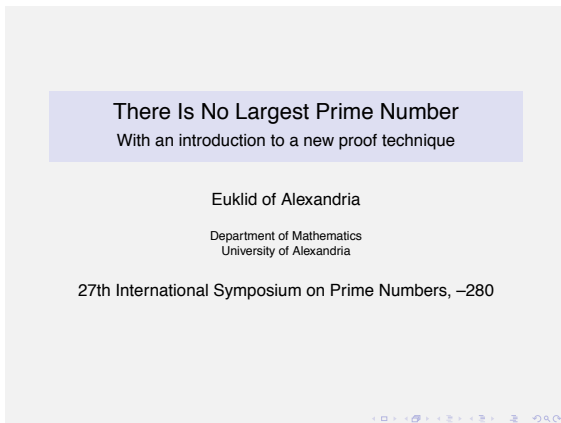 There Is No Largest Prime Number
With an introduction to a new proof technique
Euklid of Alexandria
Department of Mathematics
University of Alexandria
27th International Symposium on Prime Numbers, –280